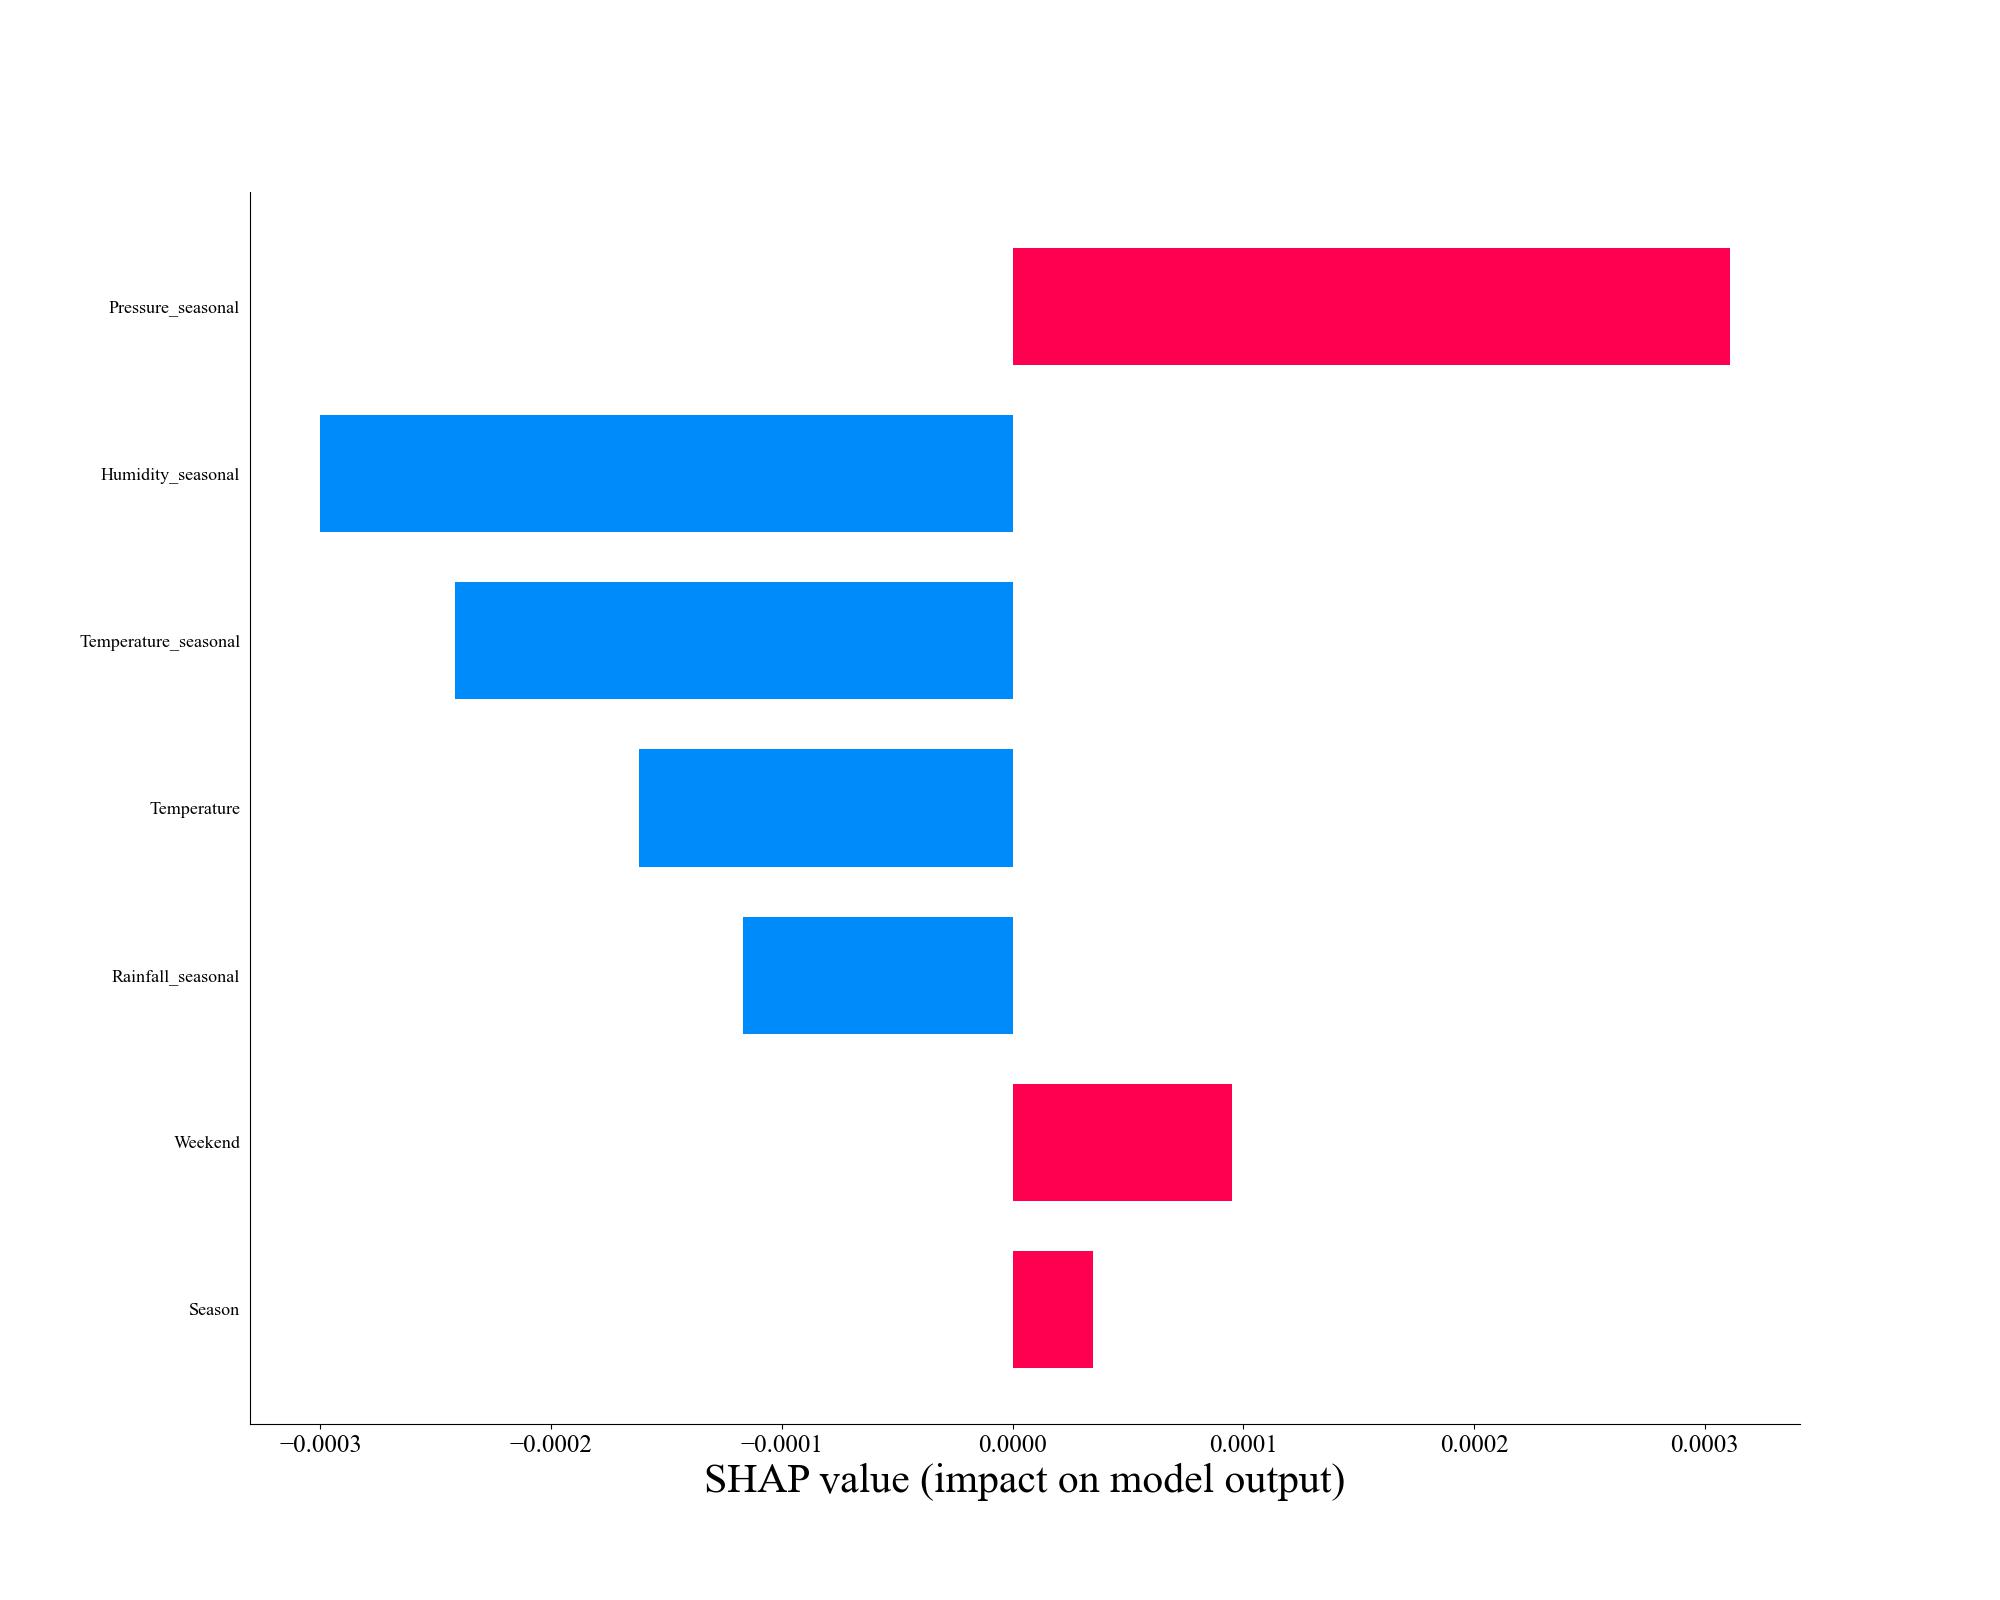 Pressure_seasonal
Humidity_seasonal
Temperature_seasonal
Temperature
Rainfall_seasonal
Weekend
Season
−0.0003 −0.0002 −0.0001 0.0000 0.0001 0.0002 0.0003
SHAP value (impact on model output)